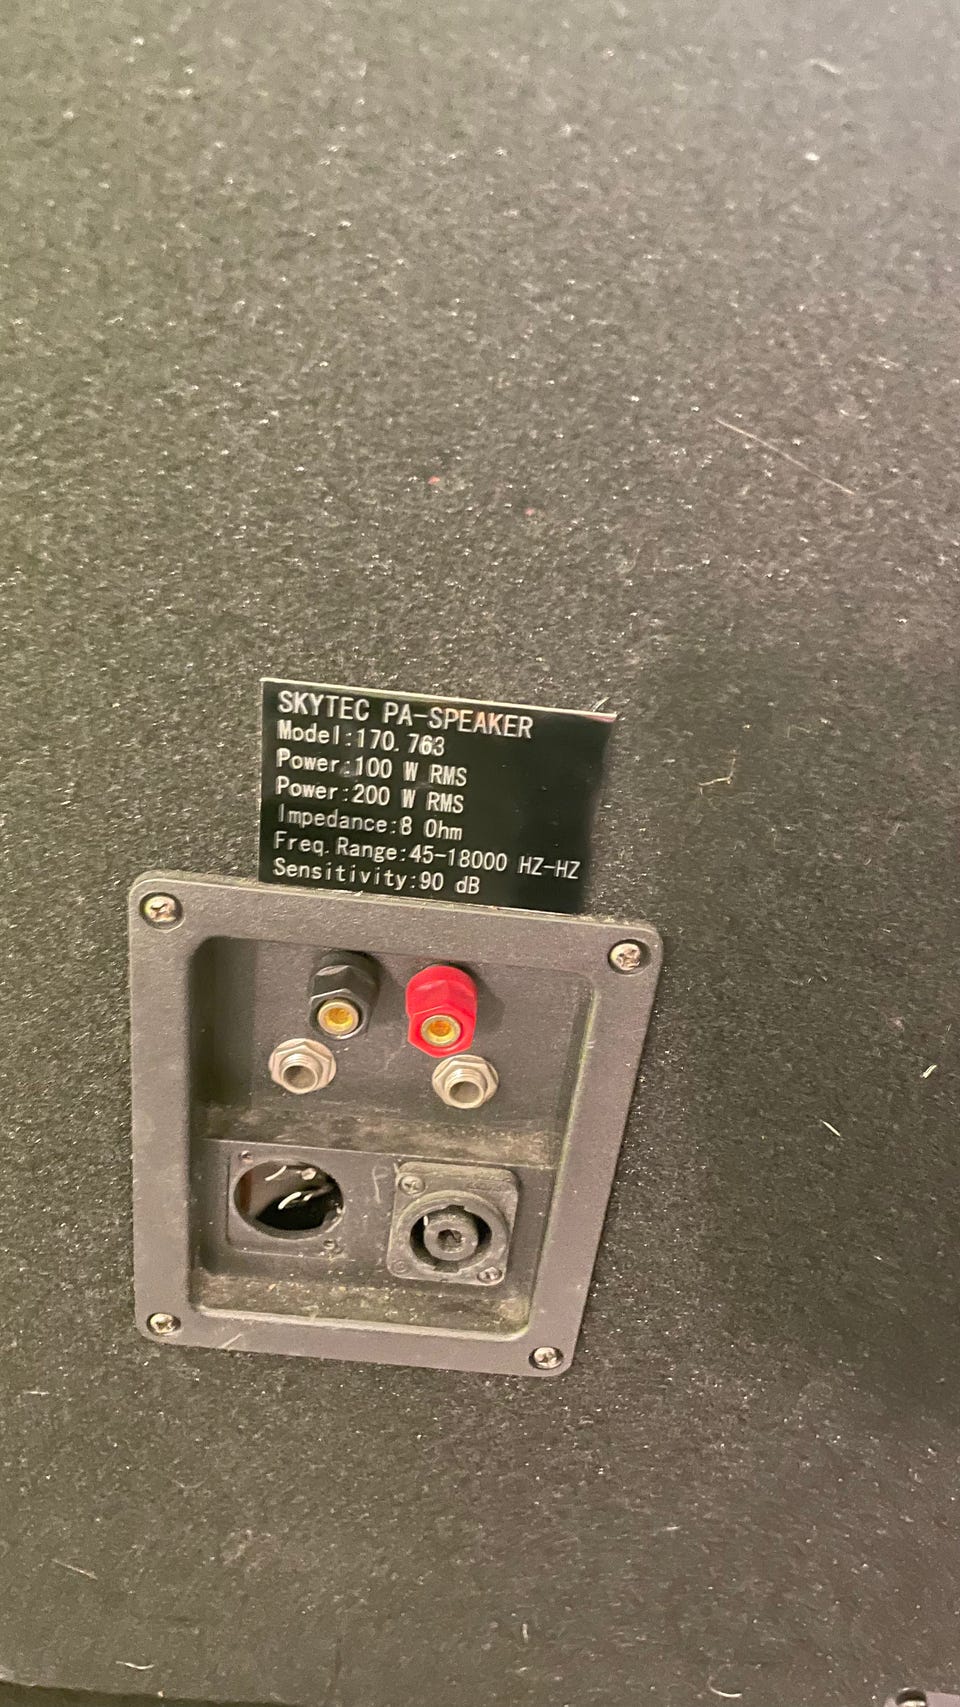 SKYTEC PA-SPEAKER
Model:170.763
Power:100 W RMS
Power:200 W RMS
Impedance:8 Ohm
Freq. Range:45-18000 HZ-HZ
Sensitivity:90 dB